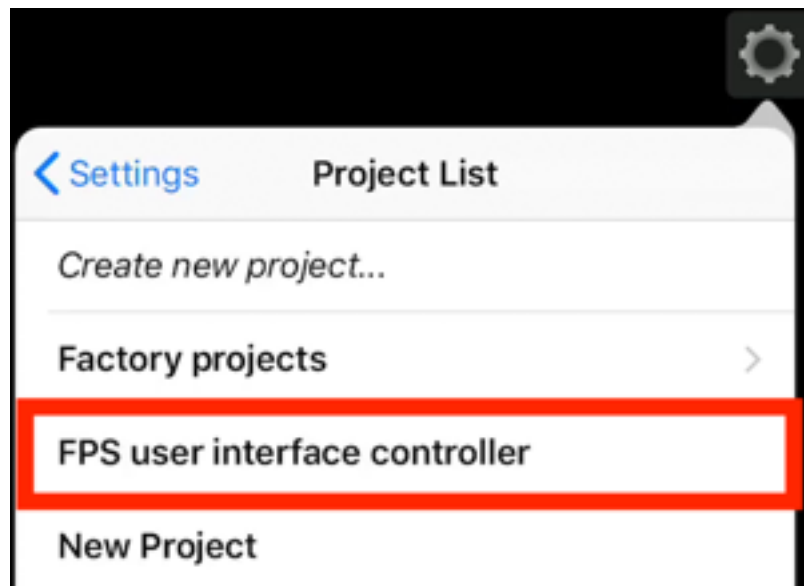 Settings
Project List
Create new project...
Factory projects
FPS user interface controller
New Project